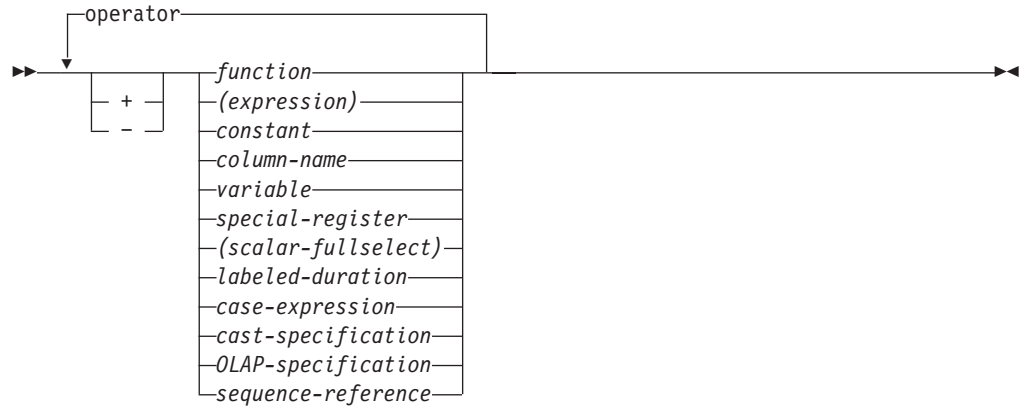 operator
function
+ (expression)
- constant
column-name
variable
special-register
(scalar-fullselect)
labeled-duration
case-expression
cast-specification
OLAP-specification
sequence-reference